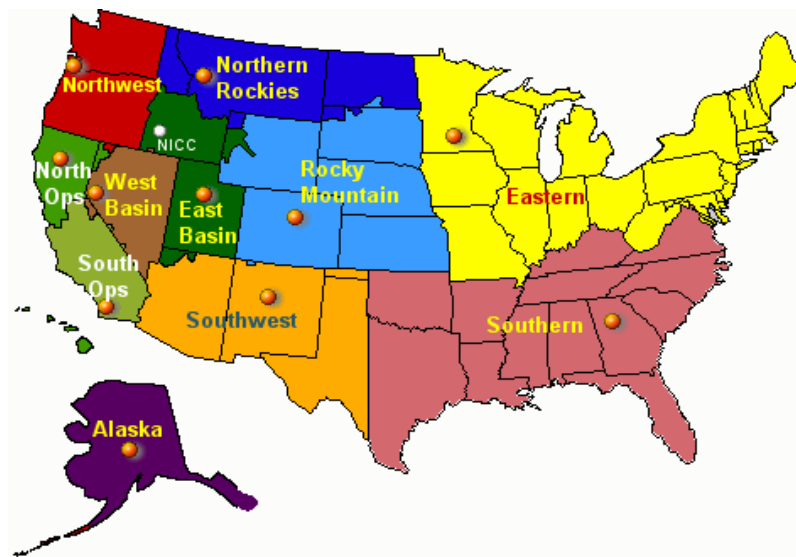 Northwest
Northern
Rockies
NICC
North
Ops
West
Basin
East
Basin
Rocky
Mountain
Eastern
South
Ops
Southwest
Southern
Alaska